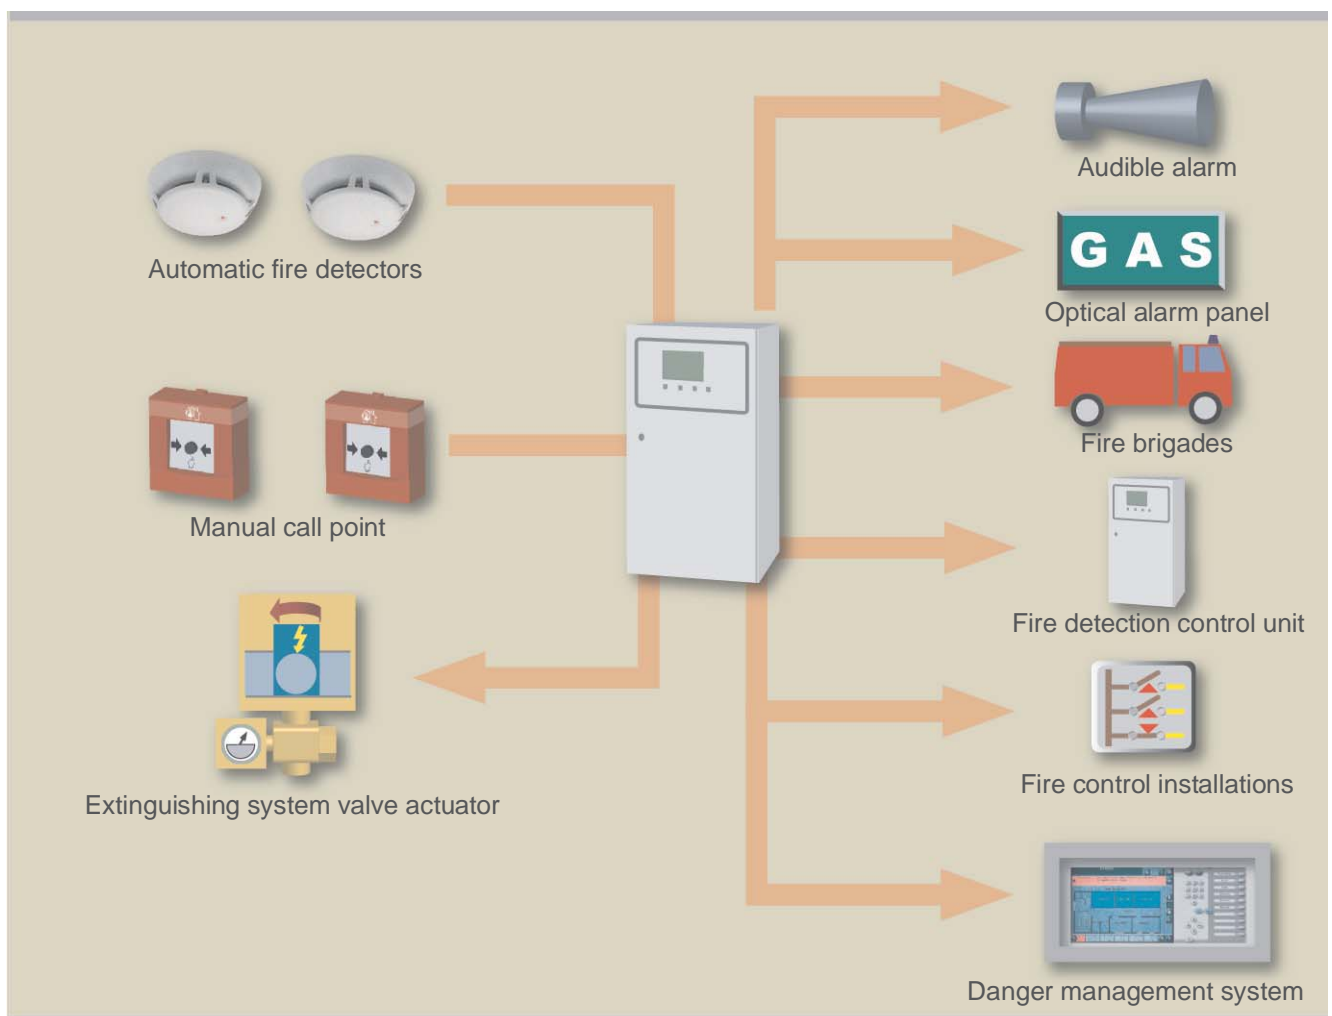 Audible alarm
Automatic fire detectors
GAS
Optical alarm panel
Fire brigades
Manual call point
Fire detection control unit
Extinguishing system valve actuator
Fire control installations
Danger management system